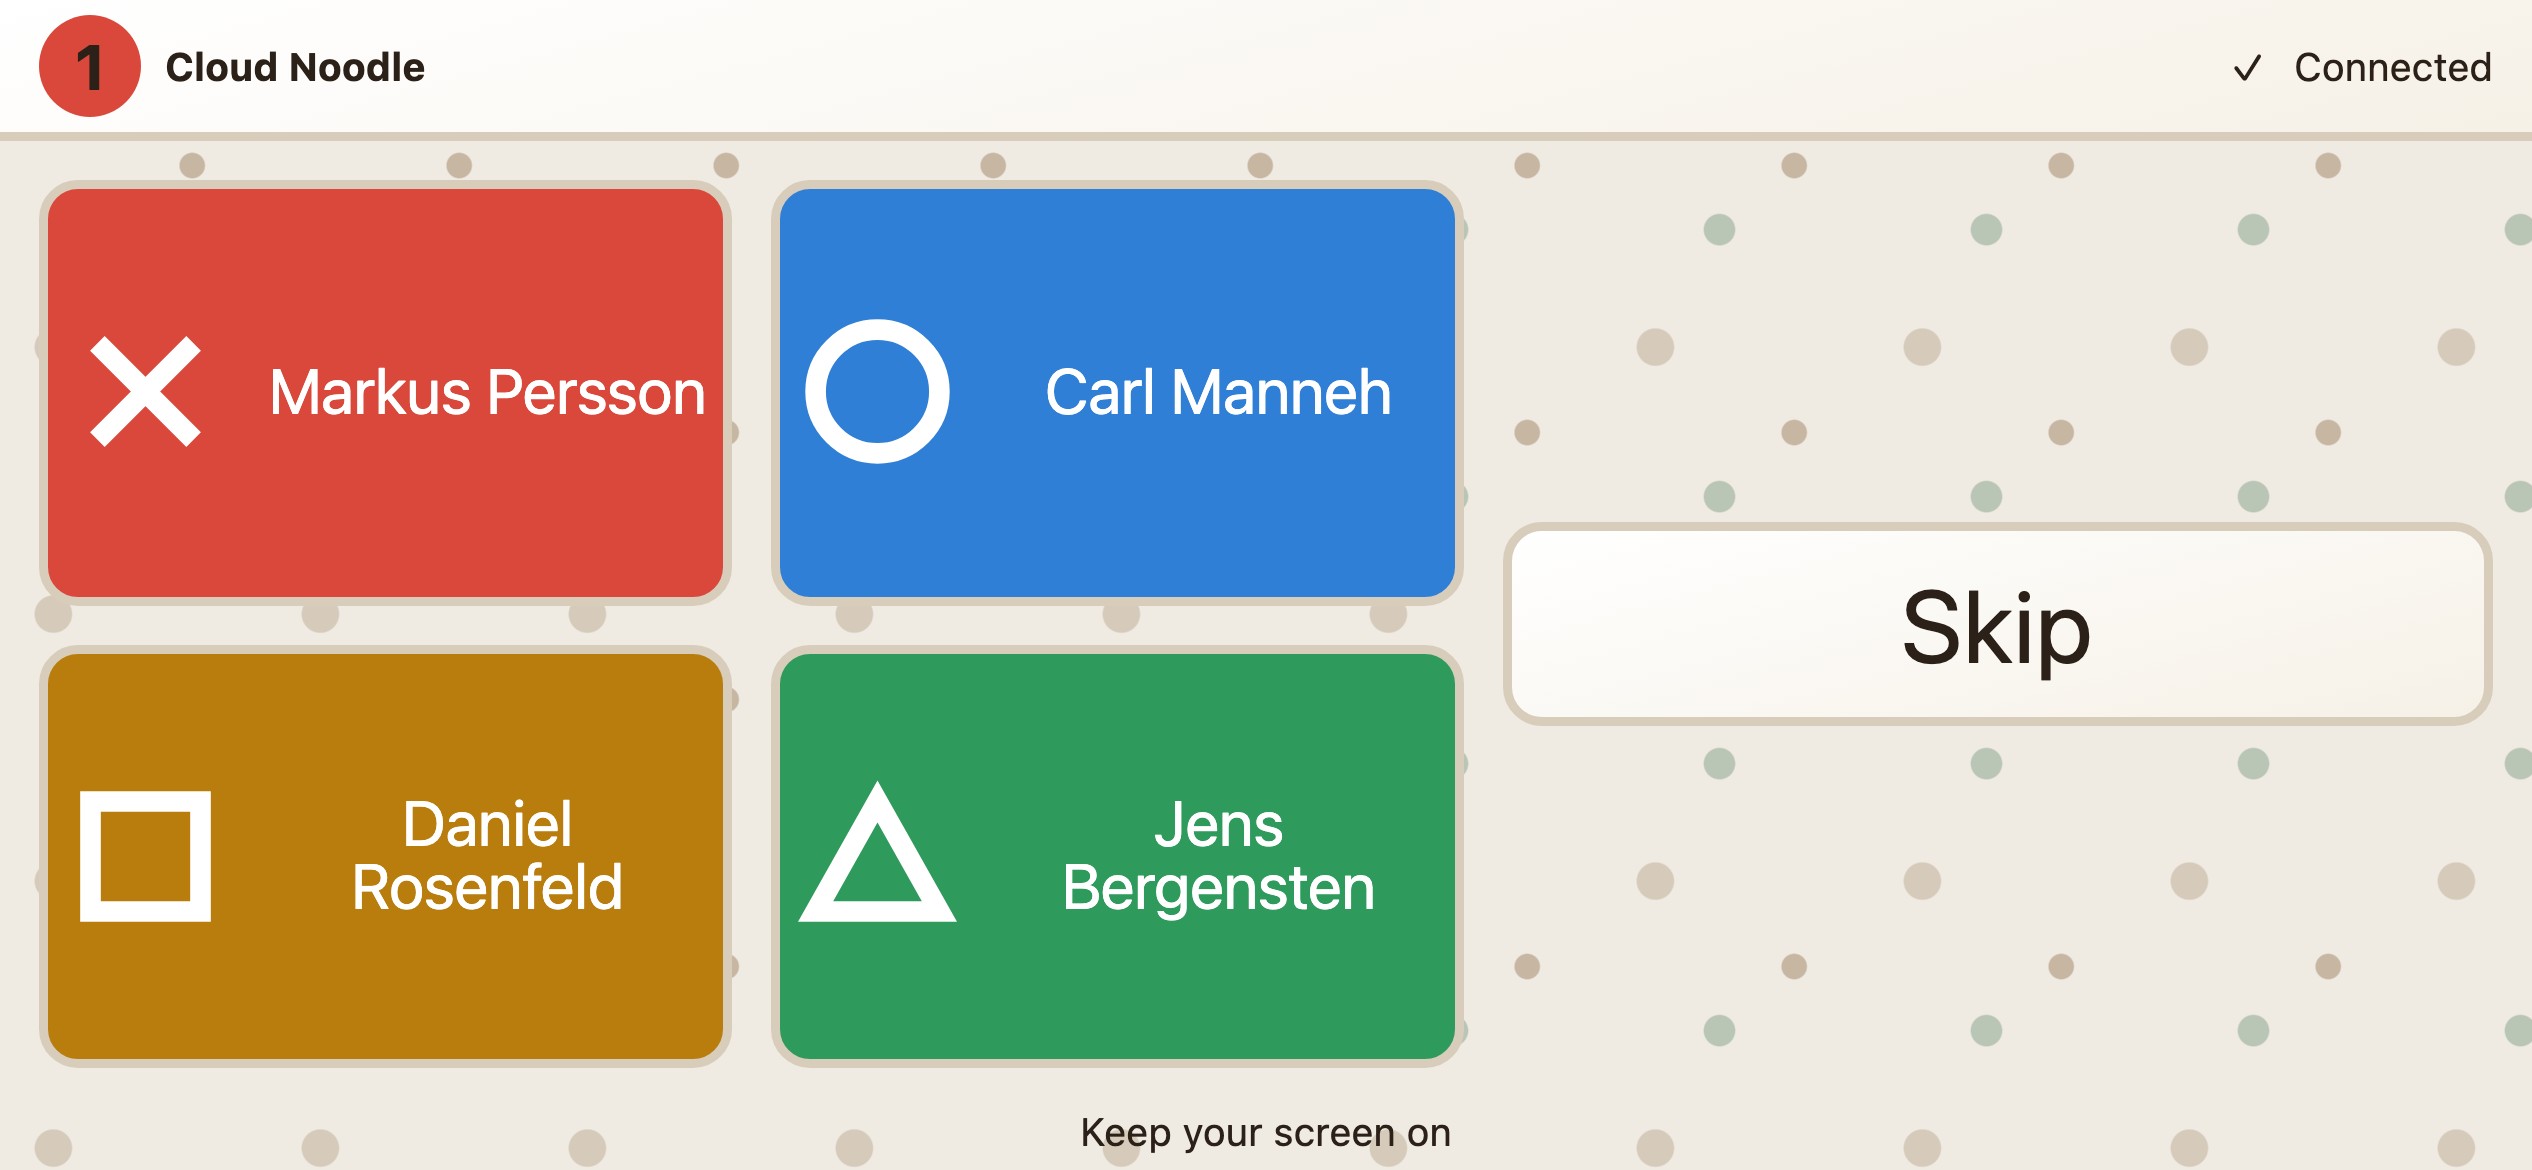 1
Cloud Noodle
✓ Connected
Markus Persson
Carl Manneh
Daniel
Rosenfeld
Jens
Bergensten
Skip
Keep your screen on